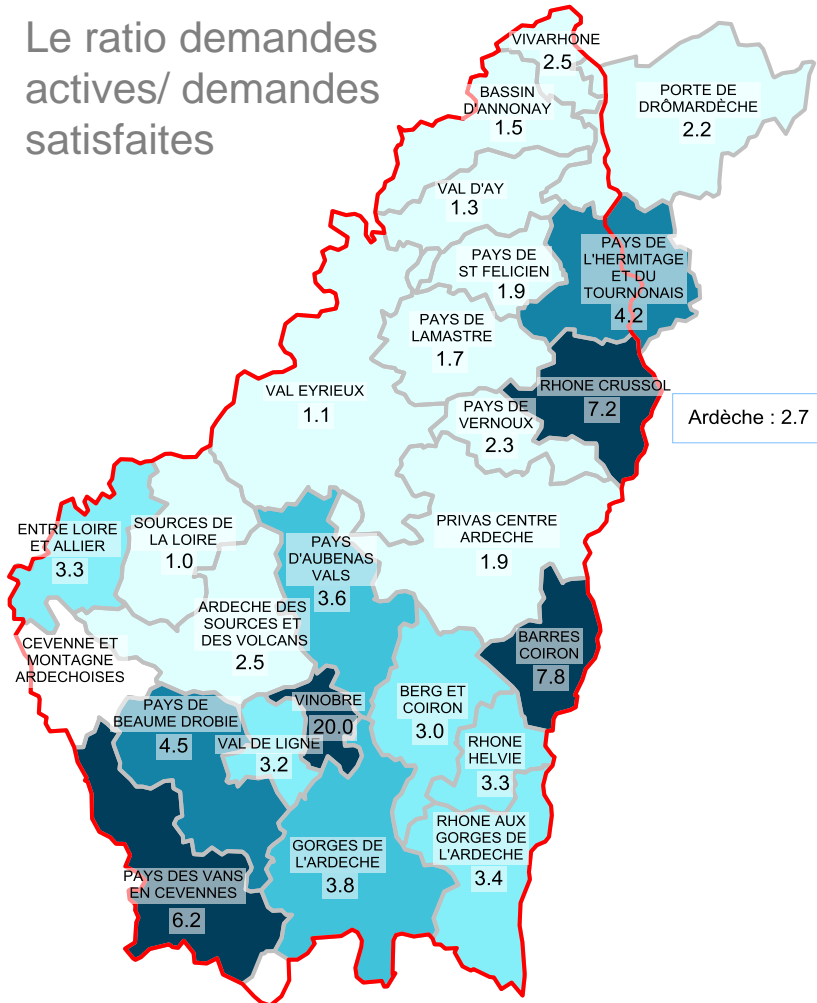 Le ratio demandes
actives/ demandes
satisfaites
VIVARHONE
2.5
BASSIN
D'ANNONAY
1.5
PORTE DE
DRÔMARDÈCHE
2.2
VAL D'AY
1.3
PAYS DE
ST FELICIEN
1.9
PAYS DE
L'HERMITAGE
ET DU
TOURNONAIS
4.2
PAYS DE
LAMASTRE
1.7
VAL EYRIEUX
1.1
RHONE CRUSSOL
7.2
PAYS DE
VERNOUX
2.3
Ardèche : 2.7
ENTRE LOIRE
ET ALLIER
3.3
SOURCES DE
LA LOIRE
1.0
PAYS
D'AUBENAS
VALS
3.6
PRIVAS CENTRE
ARDECHE
1.9
ARDECHE DES
SOURCES ET
DES VOLCANS
2.5
CEVENNE ET
MONTAGNE
ARDECHOISES
BARRES
COIRON
7.8
PAYS DE
BEAUME DROBIE
4.5
VINOBRE
20.0
BERG ET
COIRON
3.0
VAL DE LIGNE
3.2
RHONE
HELVIE
3.3
GORGES DE
L'ARDECHE
3.8
RHONE AUX
GORGES DE
L'ARDECHE
3.4
PAYS DES VANS
EN CEVENNES
6.2